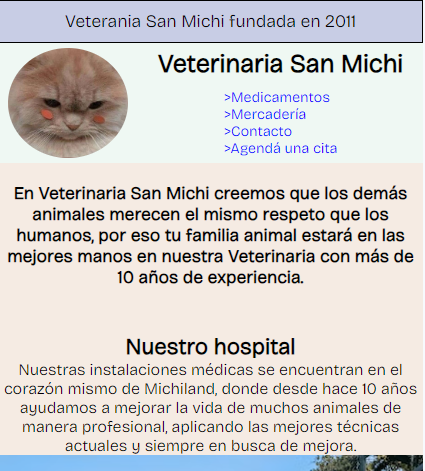 Veterania San Michi fundada en 2011
Veterinaria San Michi
>Medicamentos
>Mercadería
>Contacto
>Agendá una cita
En Veterinaria San Michi creemos que los demás
animales merecen el mismo respeto que los
humanos, por eso tu familia animal estará en las
mejores manos en nuestra Veterinaria con más de
10 años de experiencia.
Nuestro hospital
Nuestras instalaciones médicas se encuentran en el
corazón mismo de Michiland, donde desde hace 10 años
ayudamos a mejorar la vida de muchos animales de
manera profesional, aplicando las mejores técnicas
actuales y siempre en busca de mejora.